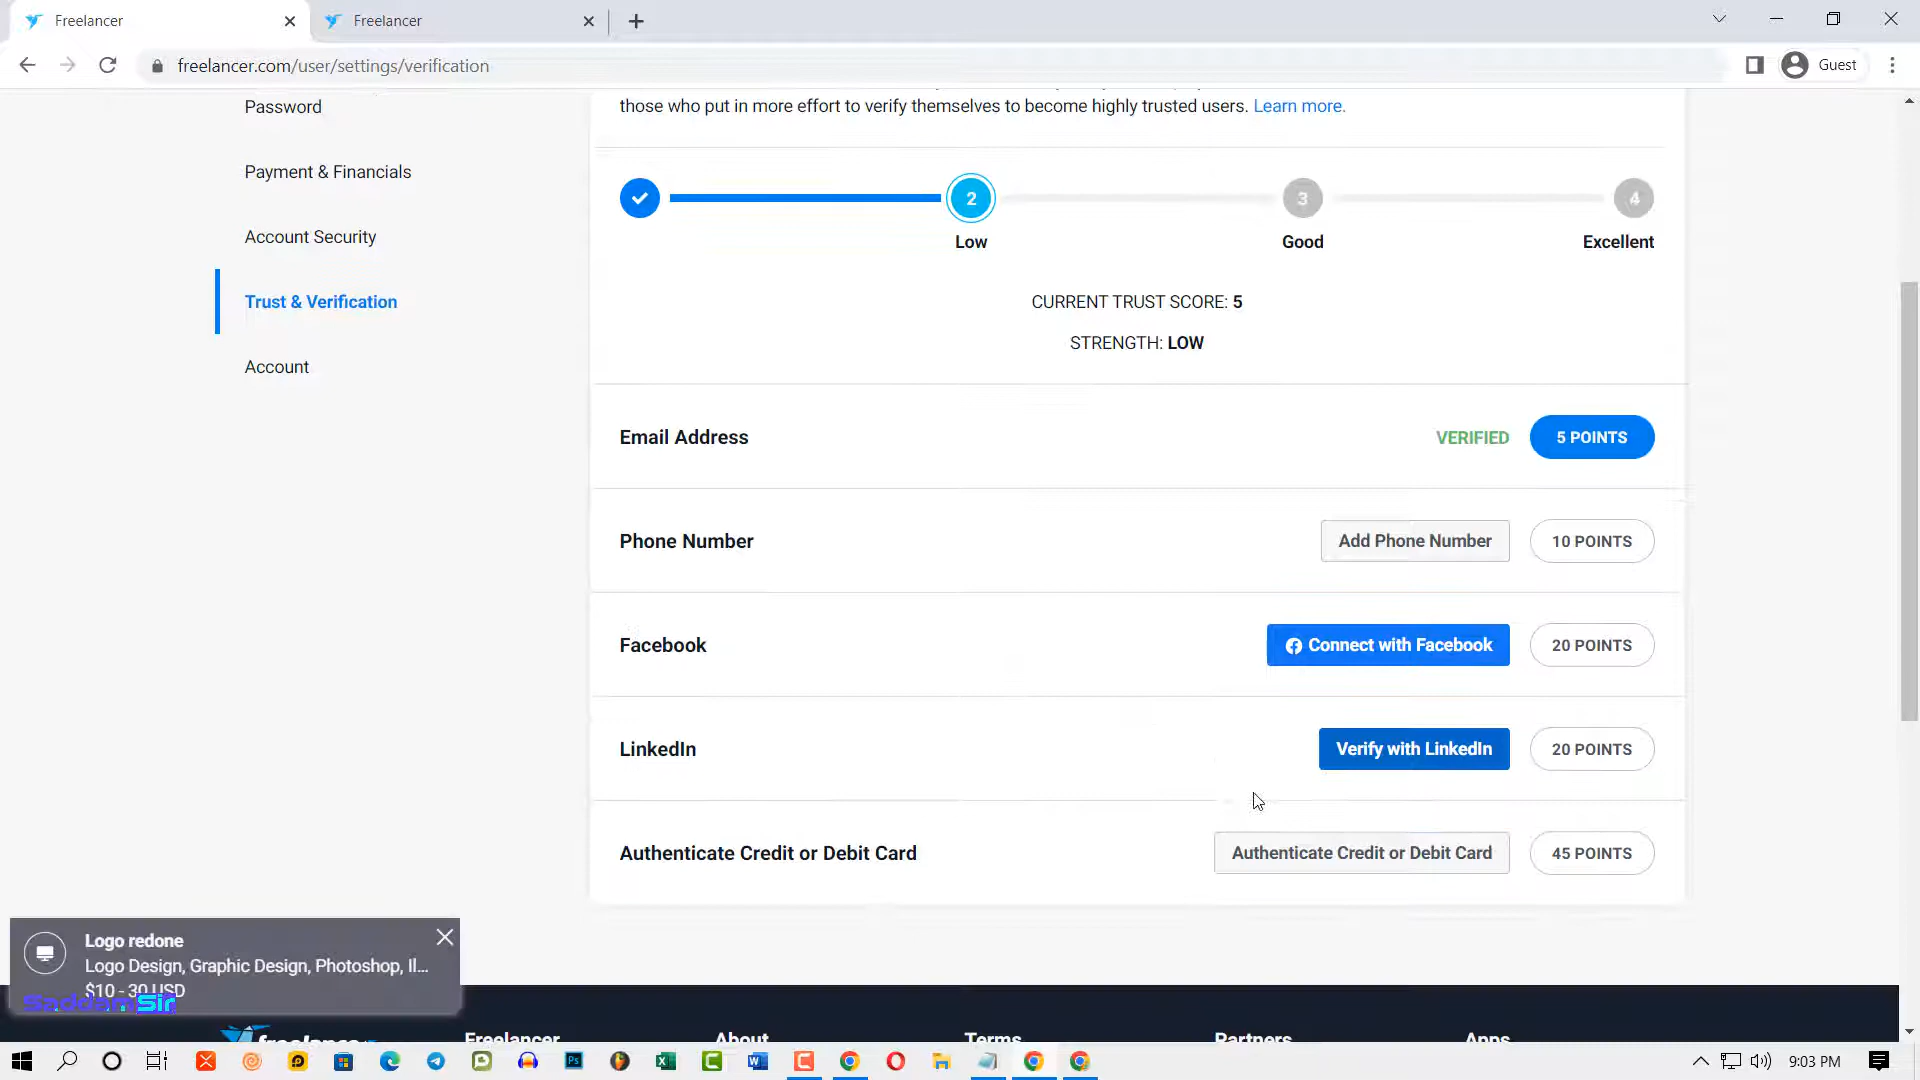 Freelancer
Freelancer
freelancer.com/user/settings/verification
Guest
Password
Payment & Financials
Account Security
Trust & Verification
Account
those who put in more effort to verify themselves to become highly trusted users. Learn more.
2
3
4
Low
Good
Excellent
CURRENT TRUST SCORE: 5
STRENGTH: LOW
Email Address
VERIFIED
5 POINTS
Phone Number
Add Phone Number
10 POINTS
Facebook
Connect with Facebook
20 POINTS
LinkedIn
Verify with LinkedIn
20 POINTS
Authenticate Credit or Debit Card
Authenticate Credit or Debit Card
45 POINTS
Logo redone
Logo Design, Graphic Design, Photoshop, Il...
$10 - 30 USD
SaddamSir
freelancer
Freelancer
About
Terms
Partners
Apps
9:03 PM